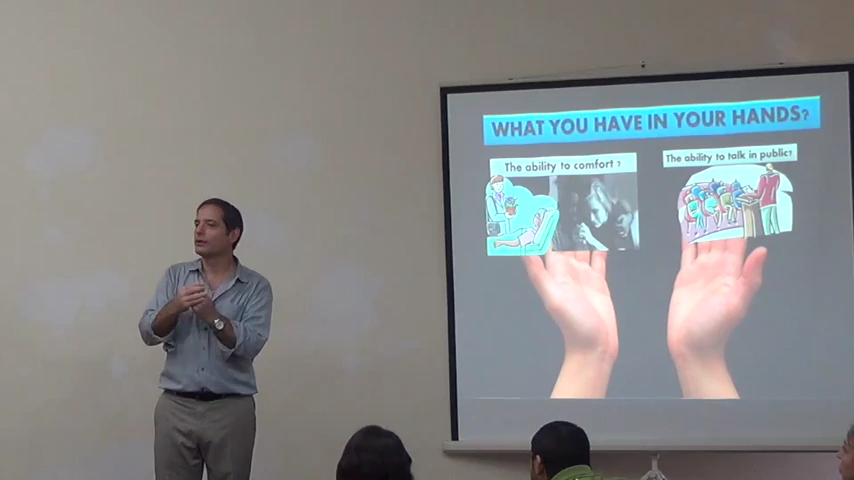 WHAT YOU HAVE IN YOUR HANDS?
The ability to comfort ?
The ability to talk in public?